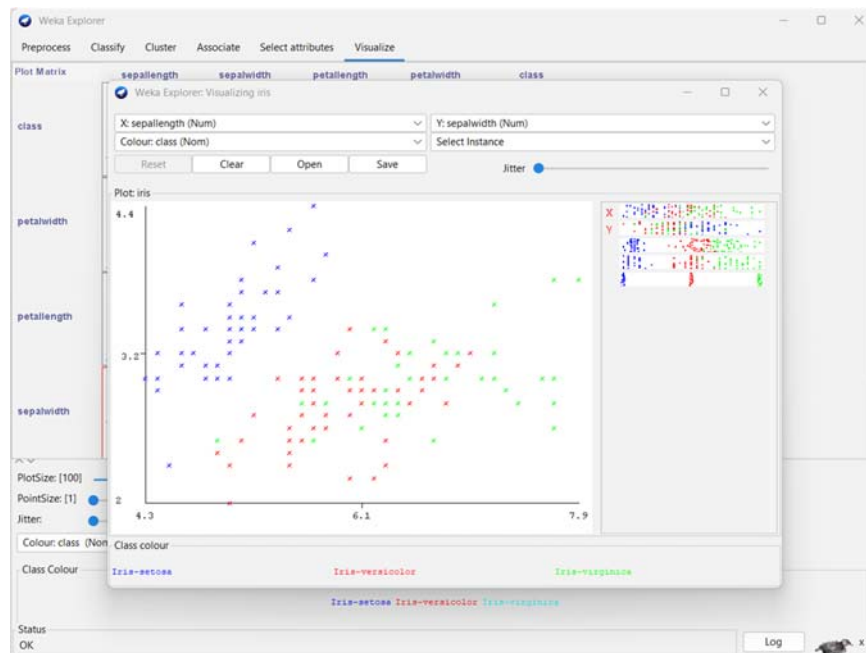 Weka Explorer
Preprocess Classify Cluster Associate Select attributes Visualize
Plot Matrix sepallength sepalwidth petallength petalwidth class
Weka Explorer: Visualizing iris
class
X: sepallength (Num) Y: sepalwidth (Num)
Colour: class (Nom) Select Instance
Reset Clear Open Save Jitter
Plot: iris
4.4
X
Y
petalwidth
petallength
3.2
sepalwidth
PlotSize: [100]
2
PointSize: [1]
4.3 6.1 7.9
Jitter:
Colour: class (Nom
Class colour
Class Colour
Iris-setosa Iris-versicolor Iris-virginica
Iris-setosa Iris-versicolor Iris-virginica
Status
OK
Log x